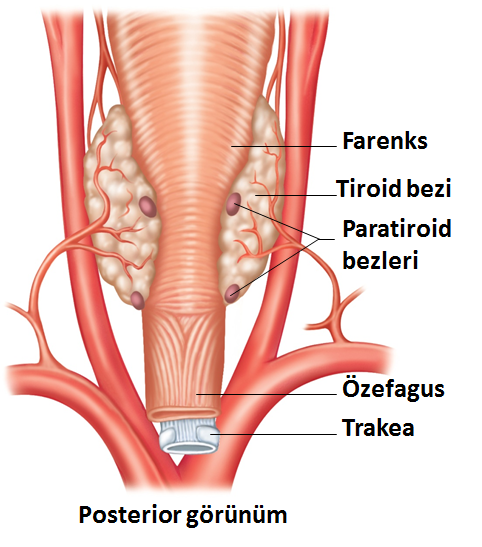 Farenks
Tiroid bezi
Paratiroid
bezleri
Özefagus
Trakea
Posterior görünüm